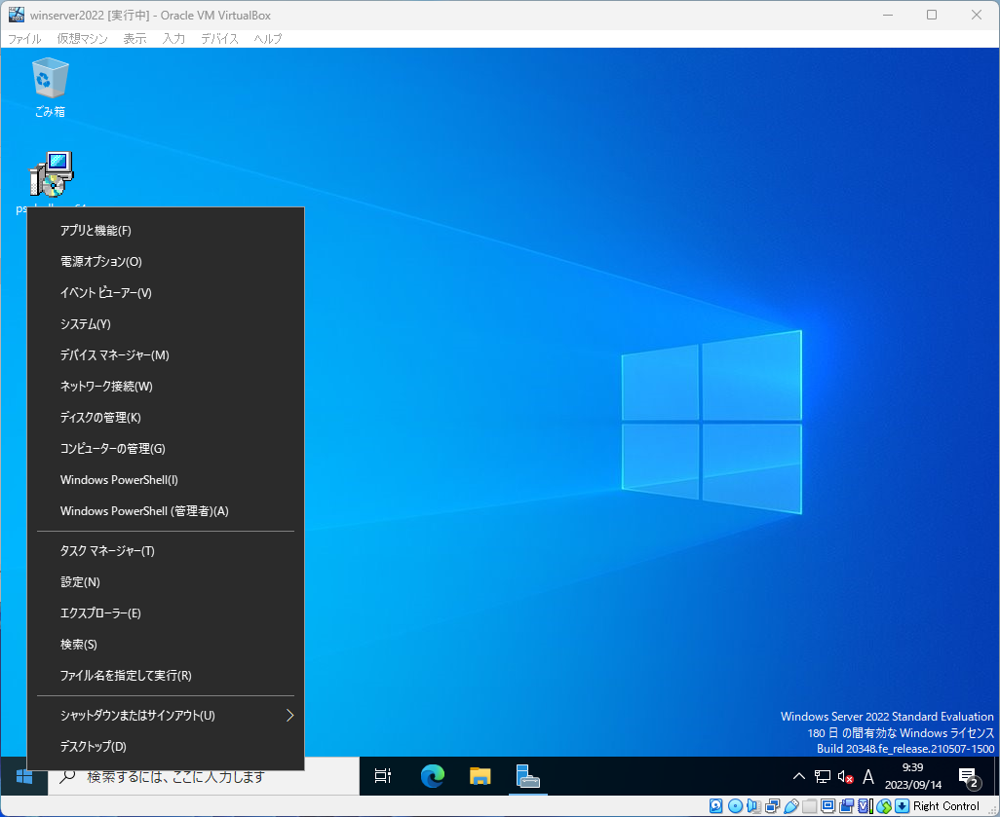 winserver2022 [実行中] - Oracle VM VirtualBox
ファイル 仮想マシン 表示 入力 デバイス ヘルプ
ごみ箱
アプリと機能(F)
電源オプション(O)
イベント ビューアー(V)
システム(Y)
デバイス マネージャー(M)
ネットワーク接続(W)
ディスクの管理(K)
コンピューターの管理(G)
Windows PowerShell(I)
Windows PowerShell (管理者)(A)
タスク マネージャー(T)
設定(N)
エクスプローラー(E)
検索(S)
ファイル名を指定して実行(R)
シャットダウンまたはサインアウト(U)
デスクトップ(D)
Windows Server 2022 Standard Evaluation
180 日 の間有効な Windows ライセンス
Build 20348.fe_release.210507-1500
検索するには、ここに入力します
A
9:39
2023/09/14
2
Right Control